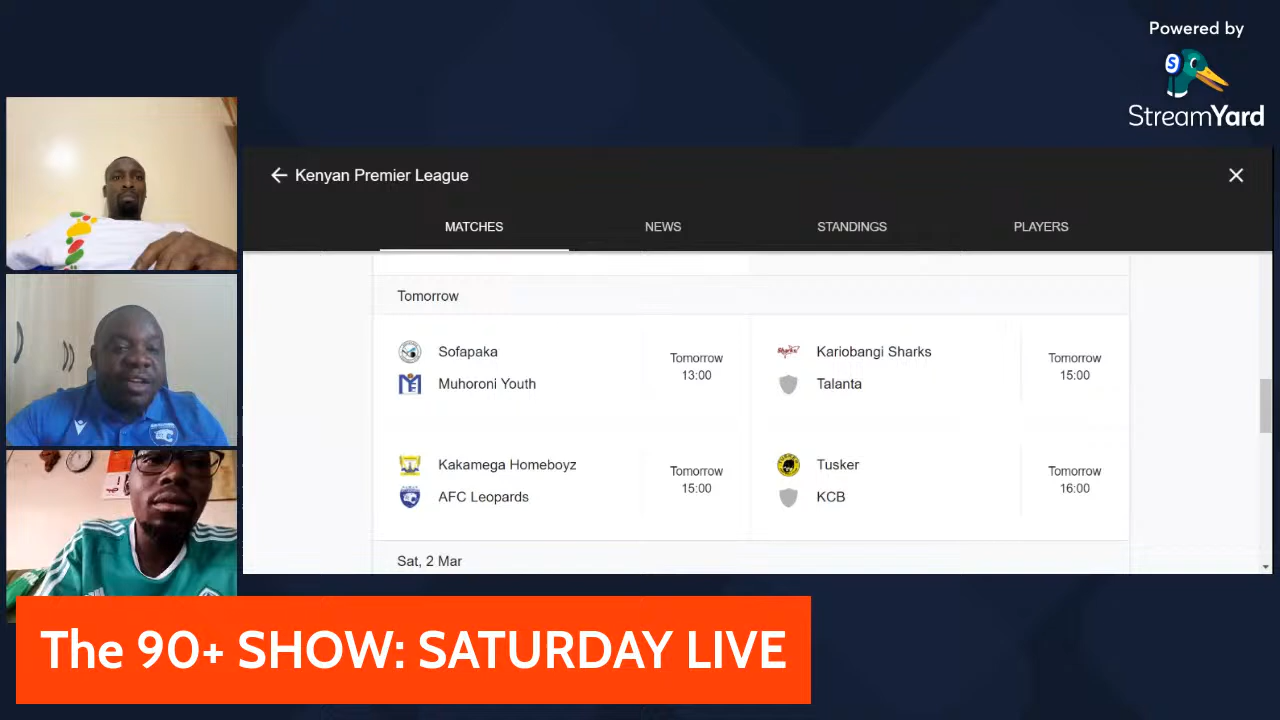 Powered by
StreamYard
Kenyan Premier League
MATCHES NEWS STANDINGS PLAYERS
Tomorrow
Sofapaka
Muhoroni Youth
Tomorrow
13:00
Kariobangi Sharks
Talanta
Tomorrow
15:00
Kakamega Homeboyz
AFC Leopards
Tomorrow
15:00
Tusker
KCB
Tomorrow
16:00
Sat, 2 Mar
The 90+ SHOW: SATURDAY LIVE